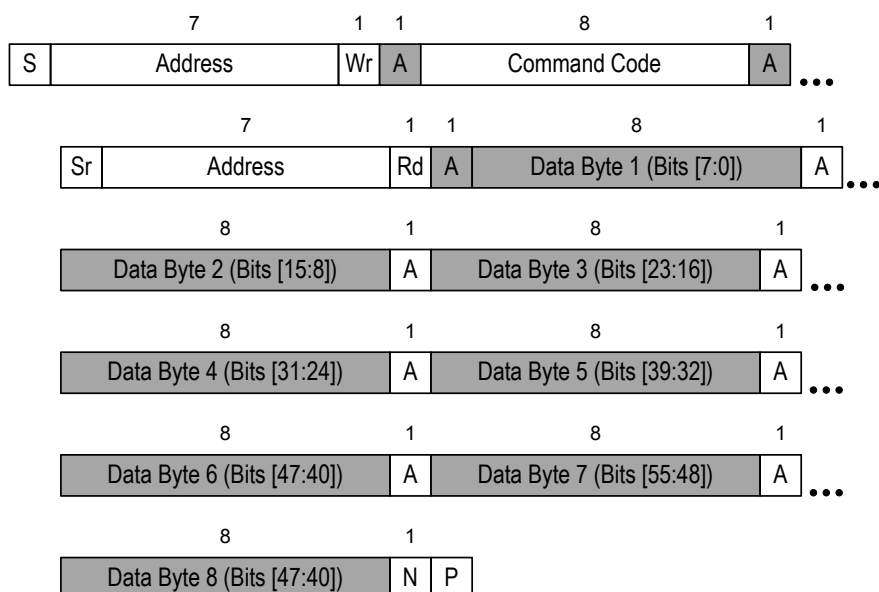 7 1 1 8 1
S Address Wr A Command Code A ...
7 1 1 8 1
Sr Address Rd A Data Byte 1 (Bits [7:0]) A ...
8 1 8 1
Data Byte 2 (Bits [15:8]) A Data Byte 3 (Bits [23:16]) A ...
8 1 8 1
Data Byte 4 (Bits [31:24]) A Data Byte 5 (Bits [39:32]) A ...
8 1 8 1
Data Byte 6 (Bits [47:40]) A Data Byte 7 (Bits [55:48]) A ...
8 1
Data Byte 8 (Bits [47:40]) N P